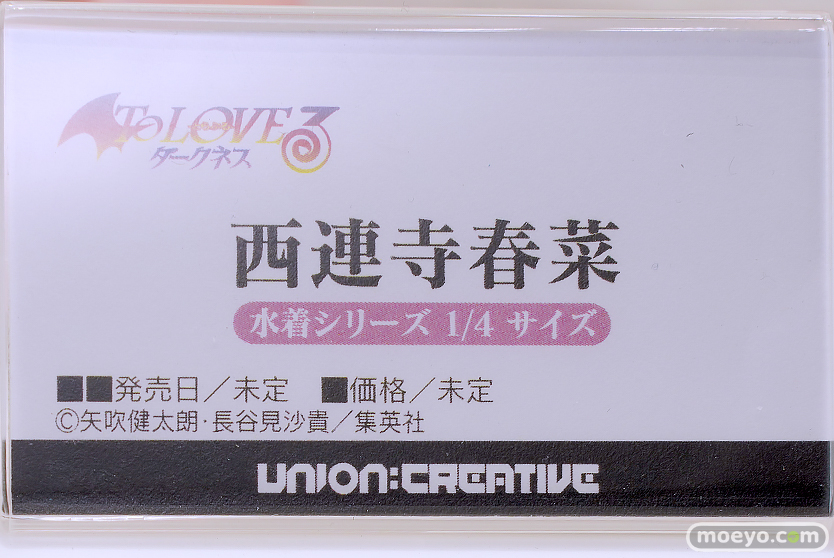 To LOVEる
ダークネス
西連寺春菜
水着シリーズ 1/4 サイズ
■■発売日／未定 ■価格／未定
©矢吹健太朗・長谷見沙貴／集英社
UNION:CREATIVE
moeyo.com